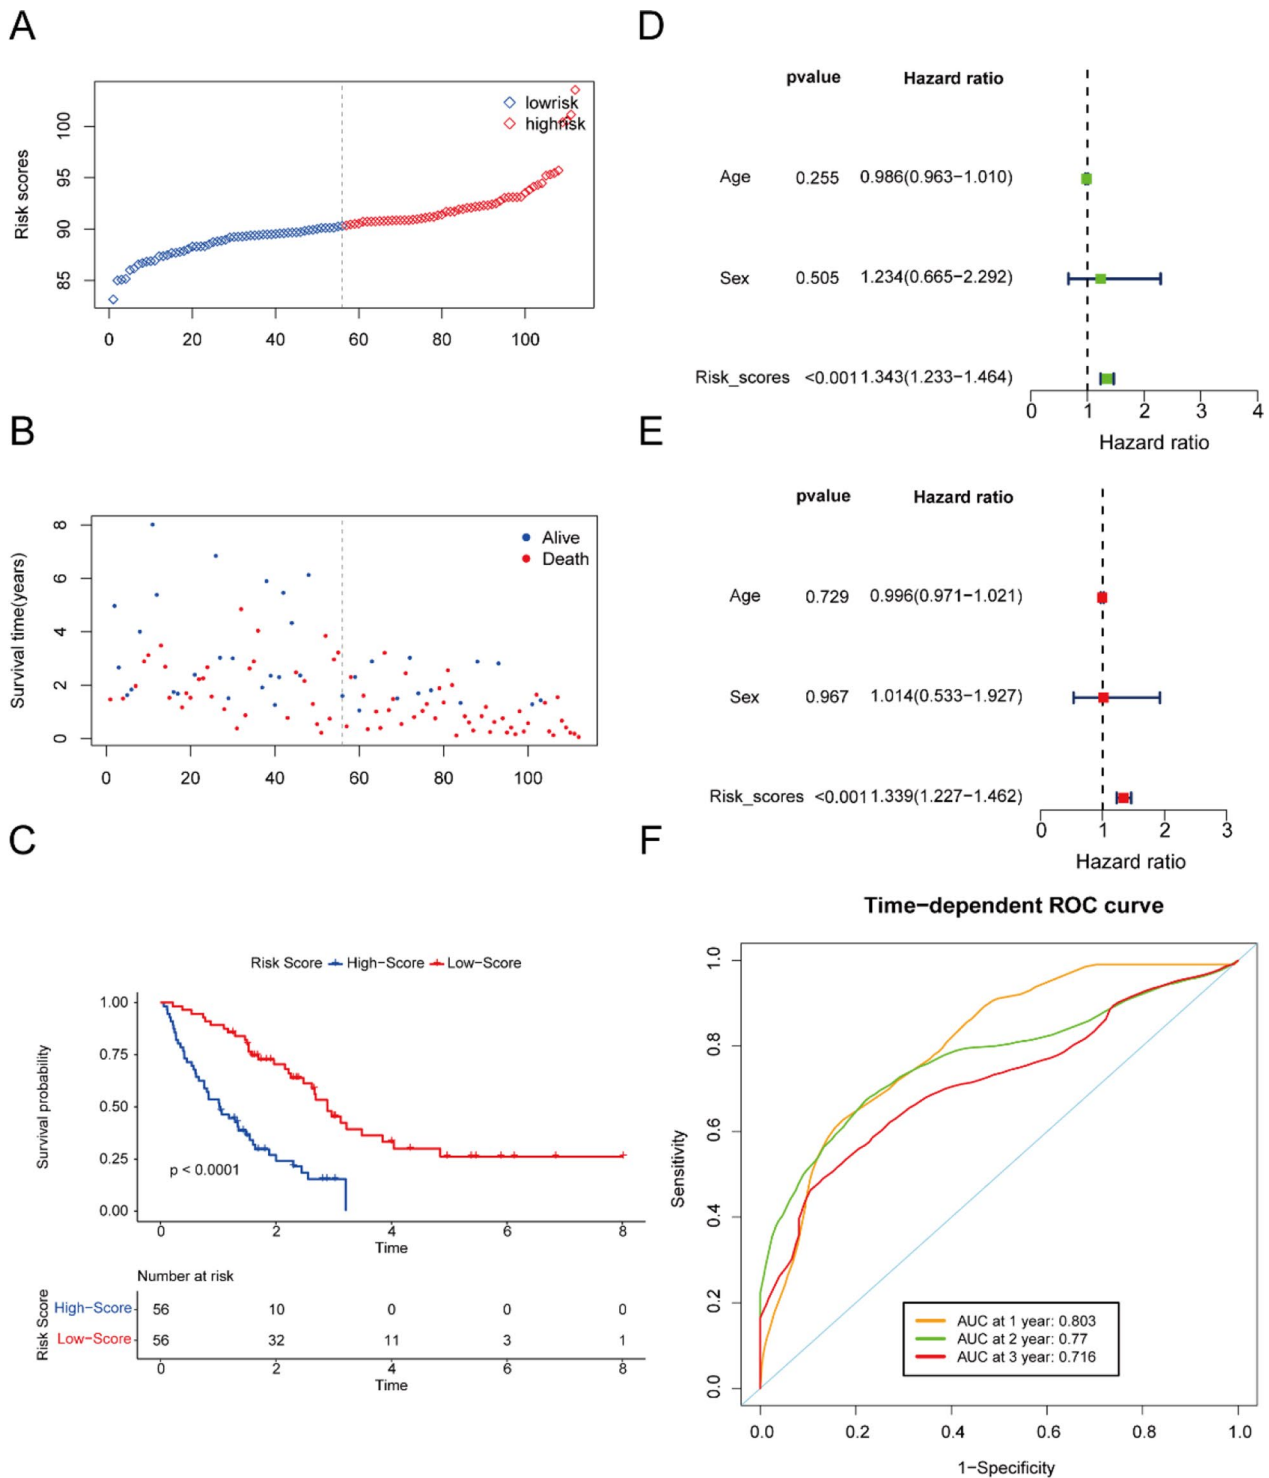 A
Risk scores
100
95
90
85
lowrisk
highrisk
0 20 40 60 80 100
B
Survival time(years)
8
6
4
2
0
Alive
Death
0 20 40 60 80 100
C
Risk Score High−Score Low−Score
Survival probability
1.00
0.75
0.50
0.25
0.00
p < 0.0001
0 2 4 6 8
Time
Number at risk
Risk Score
High−Score 56 10 0 0 0
Low−Score 56 32 11 3 1
0 2 4 6 8
Time
D
pvalue Hazard ratio
Age 0.255 0.986(0.963−1.010)
Sex 0.505 1.234(0.665−2.292)
Risk_scores <0.001 1.343(1.233−1.464)
0 1 2 3 4
Hazard ratio
E
pvalue Hazard ratio
Age 0.729 0.996(0.971−1.021)
Sex 0.967 1.014(0.533−1.927)
Risk_scores <0.001 1.339(1.227−1.462)
0 1 2 3
Hazard ratio
F
Time−dependent ROC curve
Sensitivity
1.0
0.8
0.6
0.4
0.2
0.0
AUC at 1 year: 0.803
AUC at 2 year: 0.77
AUC at 3 year: 0.716
0.0 0.2 0.4 0.6 0.8 1.0
1−Specificity